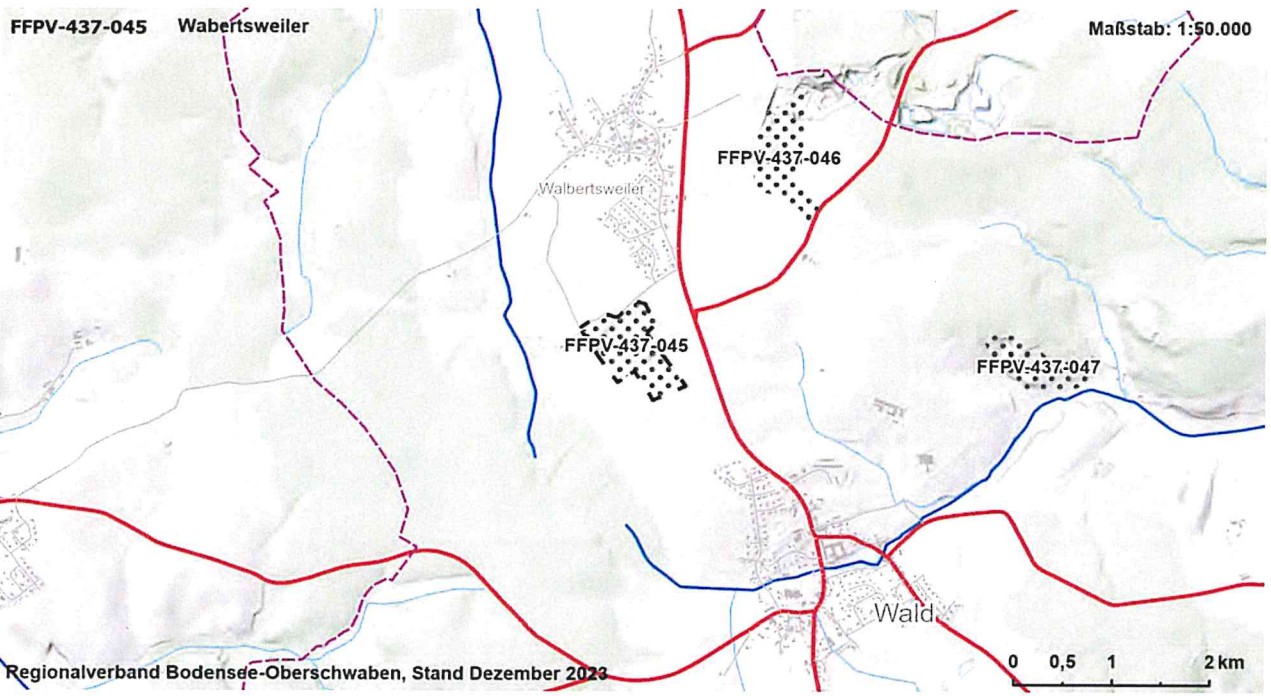 FFPV-437-045 Wabertsweiler
Maßstab: 1:50.000
FFPV-437-046
Walbertsweiler
FFPV-437-045
FFPV-437-047
Wald
Regionalverband Bodensee-Oberschwaben, Stand Dezember 2023
0 0,5 1 2 km